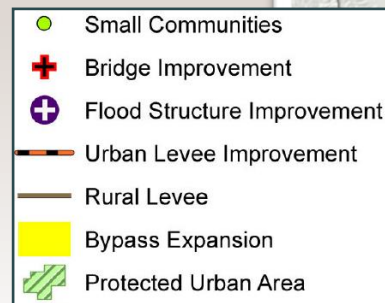 Small Communities
Bridge Improvement
Flood Structure Improvement
Urban Levee Improvement
Rural Levee
Bypass Expansion
Protected Urban Area